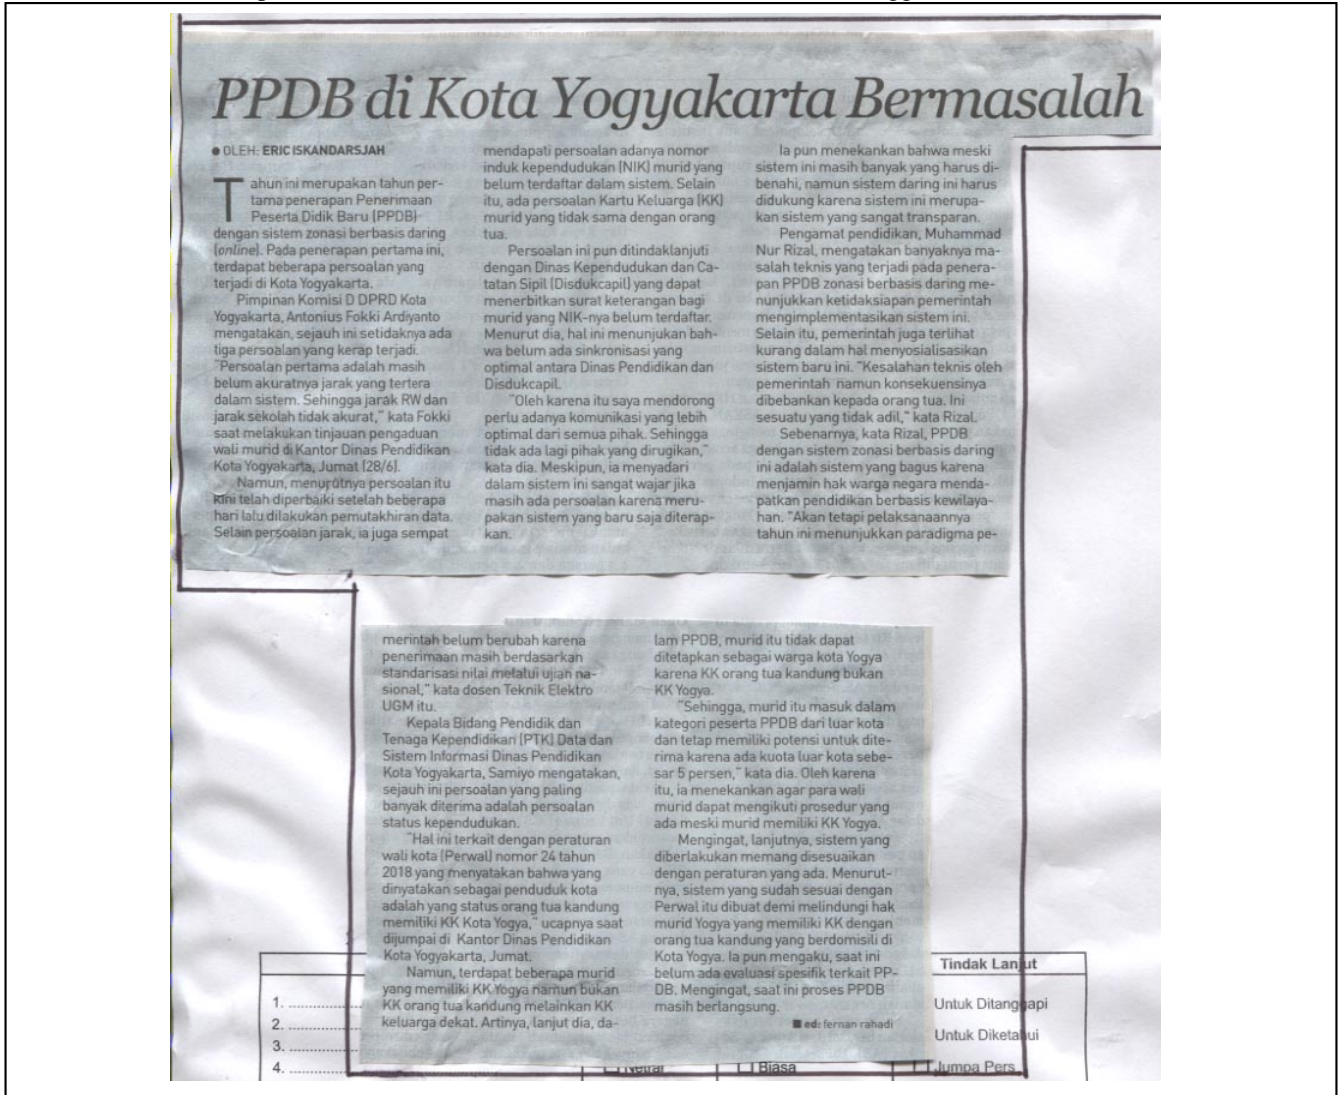 PPDB di Kota Yogyakarta Bermasalah
● OLEH: ERIC ISKANDARSJAH
Tahun ini merupakan tahun per-
tama penerapan Penerimaan
Peserta Didik Baru (PPDB)
dengan sistem zonasi berbasis daring
(online). Pada penerapan pertama ini,
terdapat beberapa persoalan yang
terjadi di Kota Yogyakarta.
Pimpinan Komisi D DPRD Kota
Yogyakarta, Antonius Fokki Ardiyanto
mengatakan, sejauh ini setidaknya ada
tiga persoalan yang kerap terjadi.
"Persoalan pertama adalah masih
belum akuratnya jarak yang tertera
dalam sistem. Sehingga jarak RW dan
jarak sekolah tidak akurat," kata Fokki
saat melakukan tinjauan pengaduan
wali murid di Kantor Dinas Pendidikan
Kota Yogyakarta, Jumat (28/6).
Namun, menurutnya persoalan itu
kini telah diperbaiki setelah beberapa
hari lalu dilakukan pemutakhiran data.
Selain persoalan jarak, ia juga sempat
mendapati persoalan adanya nomor
induk kependudukan (NIK) murid yang
belum terdaftar dalam sistem. Selain
itu, ada persoalan Kartu Keluarga (KK)
murid yang tidak sama dengan orang
tua.
Persoalan ini pun ditindaklanjuti
dengan Dinas Kependudukan dan Ca-
tatan Sipil (Disdukcapil) yang dapat
menerbitkan surat keterangan bagi
murid yang NIK-nya belum terdaftar.
Menurut dia, hal ini menunjukan bah-
wa belum ada sinkronisasi yang
optimal antara Dinas Pendidikan dan
Disdukcapil.
"Oleh karena itu saya mendorong
perlu adanya komunikasi yang lebih
optimal dari semua pihak. Sehingga
tidak ada lagi pihak yang dirugikan,"
kata dia. Meskipun, ia menyadari
dalam sistem ini sangat wajar jika
masih ada persoalan karena meru-
pakan sistem yang baru saja diterap-
kan.
Ia pun menekankan bahwa meski
sistem ini masih banyak yang harus di-
benahi, namun sistem daring ini harus
didukung karena sistem ini merupa-
kan sistem yang sangat transparan.
Pengamat pendidikan, Muhammad
Nur Rizal, mengatakan banyaknya ma-
salah teknis yang terjadi pada penera-
pan PPDB zonasi berbasis daring me-
nunjukkan ketidaksiapan pemerintah
mengimplementasikan sistem ini.
Selain itu, pemerintah juga terlihat
kurang dalam hal menyosialisasikan
sistem baru ini. "Kesalahan teknis oleh
pemerintah namun konsekuensinya
dibebankan kepada orang tua. Ini
sesuatu yang tidak adil," kata Rizal.
Sebenarnya, kata Rizal, PPDB
dengan sistem zonasi berbasis daring
ini adalah sistem yang bagus karena
menjamin hak warga negara menda-
patkan pendidikan berbasis kewilaya-
han. "Akan tetapi pelaksanaannya
tahun ini menunjukkan paradigma pe-
merintah belum berubah karena
penerimaan masih berdasarkan
standarisasi nilai melalui ujian na-
sional," kata dosen Teknik Elektro
UGM itu.
Kepala Bidang Pendidik dan
Tenaga Kependidikan (PTK) Data dan
Sistem Informasi Dinas Pendidikan
Kota Yogyakarta, Samiyo mengatakan,
sejauh ini persoalan yang paling
banyak diterima adalah persoalan
status kependudukan.
"Hal ini terkait dengan peraturan
wali kota (Perwal) nomor 24 tahun
2018 yang menyatakan bahwa yang
dinyatakan sebagai penduduk kota
adalah yang status orang tua kandung
memiliki KK Kota Yogya," ucapnya saat
dijumpai di Kantor Dinas Pendidikan
Kota Yogyakarta, Jumat.
Namun, terdapat beberapa murid
yang memiliki KK Yogya namun bukan
KK orang tua kandung melainkan KK
keluarga dekat. Artinya, lanjut dia, da-
lam PPDB, murid itu tidak dapat
ditetapkan sebagai warga kota Yogya
karena KK orang tua kandung bukan
KK Yogya.
"Sehingga, murid itu masuk dalam
kategori peserta PPDB dari luar kota
dan tetap memiliki potensi untuk dite-
rima karena ada kuota luar kota sebe-
sar 5 persen," kata dia. Oleh karena
itu, ia menekankan agar para wali
murid dapat mengikuti prosedur yang
ada meski murid memiliki KK Yogya.
Mengingat, lanjutnya, sistem yang
diberlakukan memang disesuaikan
dengan peraturan yang ada. Menurut-
nya, sistem yang sudah sesuai dengan
Perwal itu dibuat demi melindungi hak
murid Yogya yang memiliki KK dengan
orang tua kandung yang berdomisili di
Kota Yogya. Ia pun mengaku, saat ini
belum ada evaluasi spesifik terkait PP-
DB. Mengingat, saat ini proses PPDB
masih berlangsung.
■ ed: fernan rahadi
Tindak Lanjut
1. ....................
2. ....................
3. ....................
4. ....................
Netral
Biasa
Untuk Ditanggapi
Untuk Diketahui
Jumpa Pers